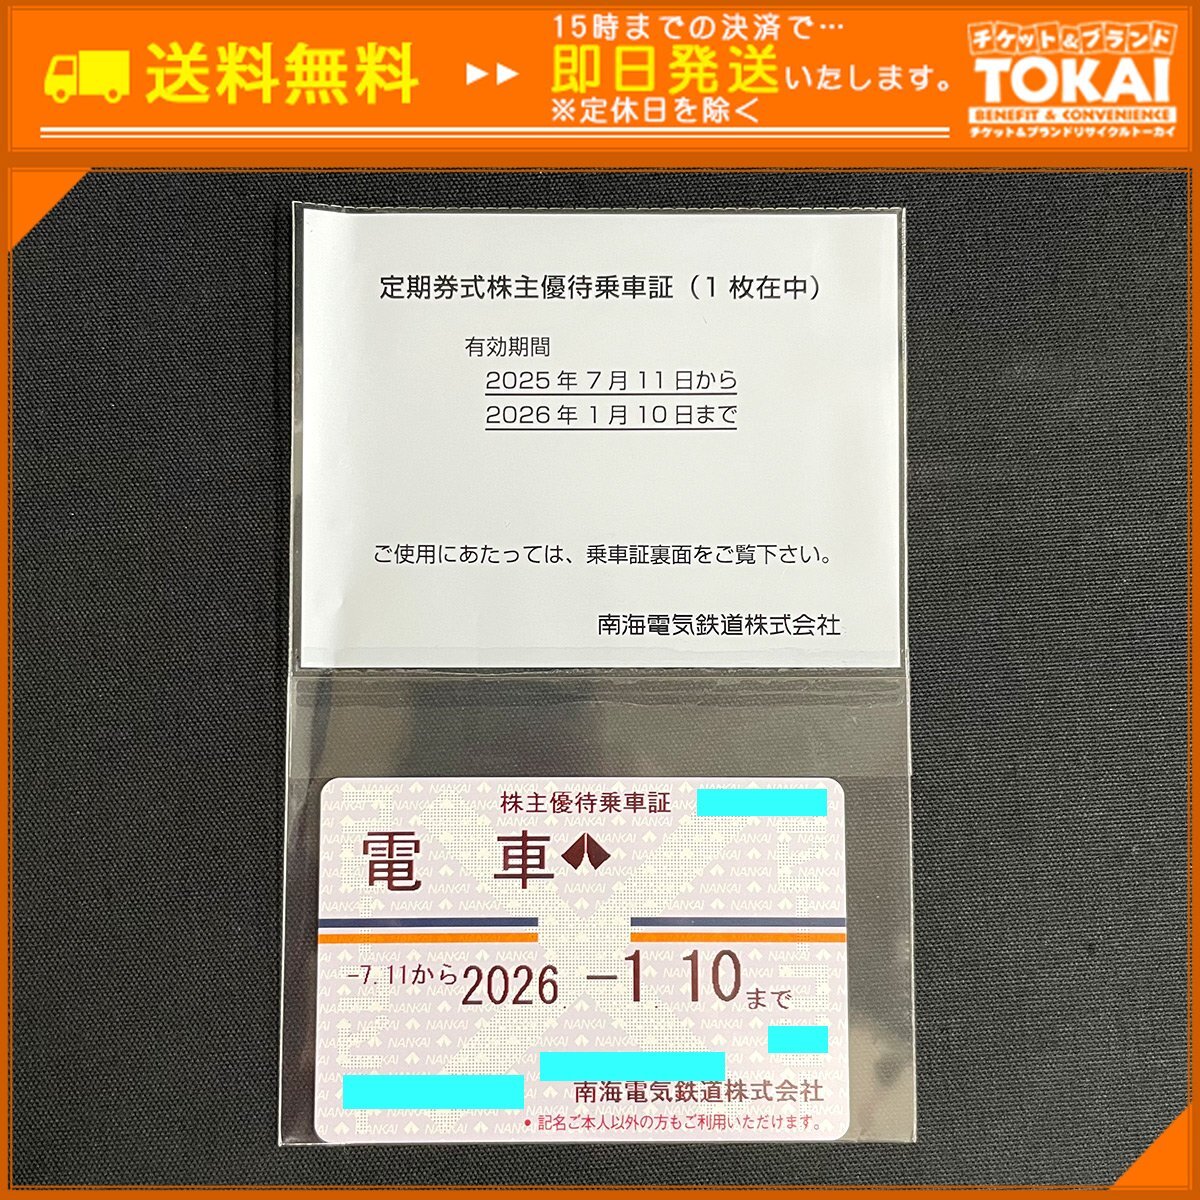 送料無料
15時までの決済で…
即日発送いたします。
※定休日を除く
チケット&ブランド
TOKAI
BENEFIT & CONVENIENCE
チケット&ブランドリサイクルトーカイ
定期券式株主優待乗車証（1枚在中）
有効期間
2025年7月11日から
2026年1月10日まで
ご使用にあたっては、乗車証裏面をご覧下さい。
南海電気鉄道株式会社
株主優待乗車証
電 車
-7.11から2026.-1.10まで
南海電気鉄道株式会社
•記名ご本人以外の方もご利用いただけます。